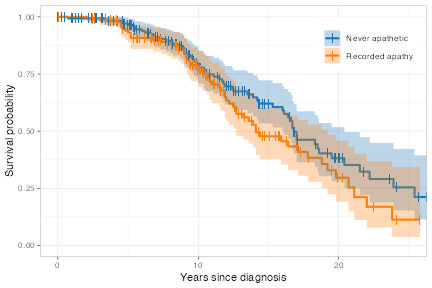 1.00
0.75
0.50
0.25
0.00
Survival probability
Never apathetic
Recorded apathy
0
10
20
Years since diagnosis